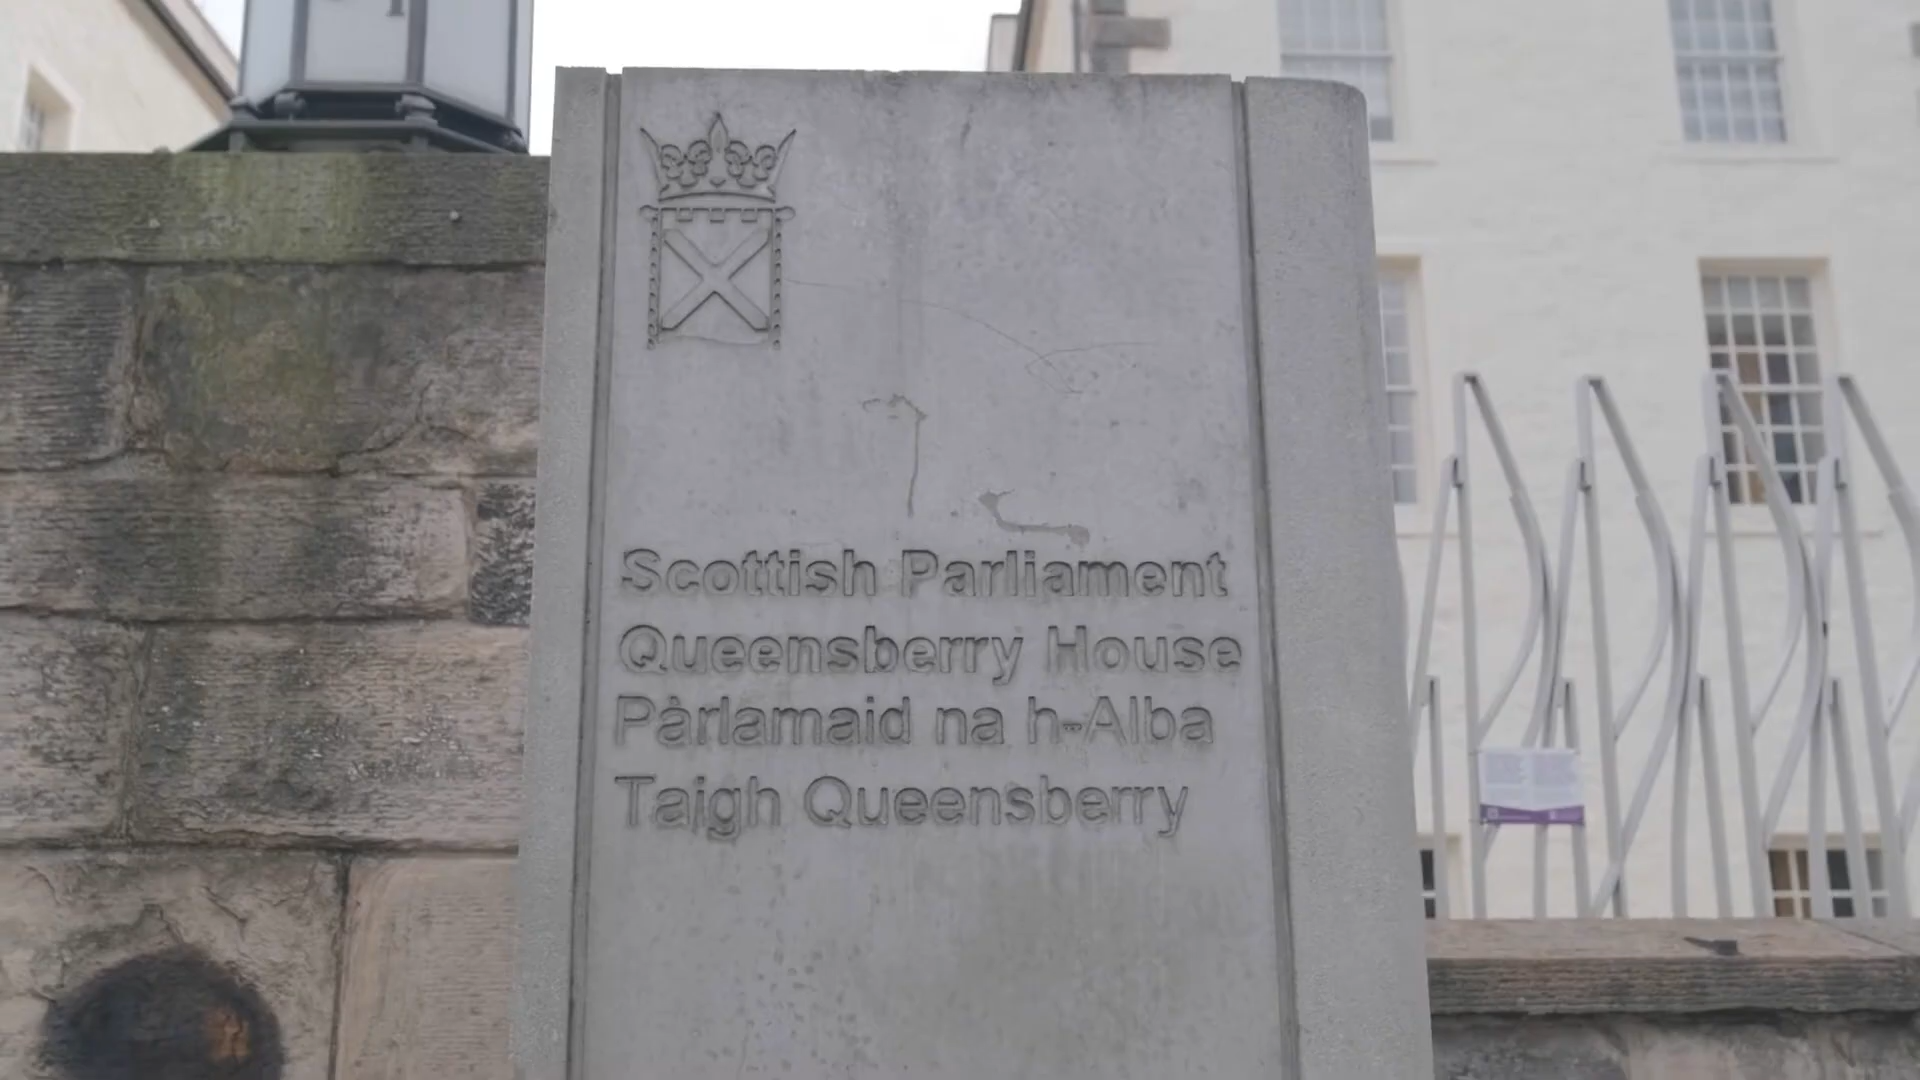 Scottish Parliament
Queensberry House
Pàrlamaid na h-Alba
Taigh Queensberry